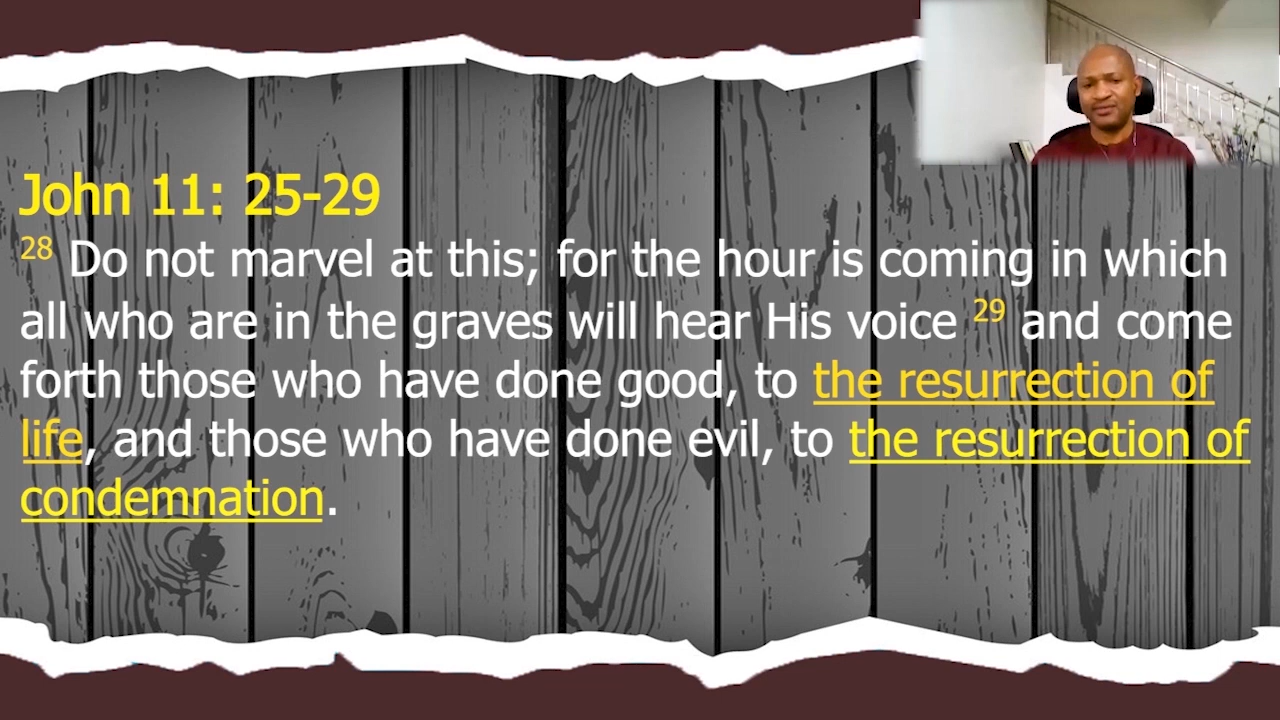 John 11: 25-29
28 Do not marvel at this; for the hour is coming in which
all who are in the graves will hear His voice 29 and come
forth those who have done good, to the resurrection of
life, and those who have done evil, to the resurrection of
condemnation.